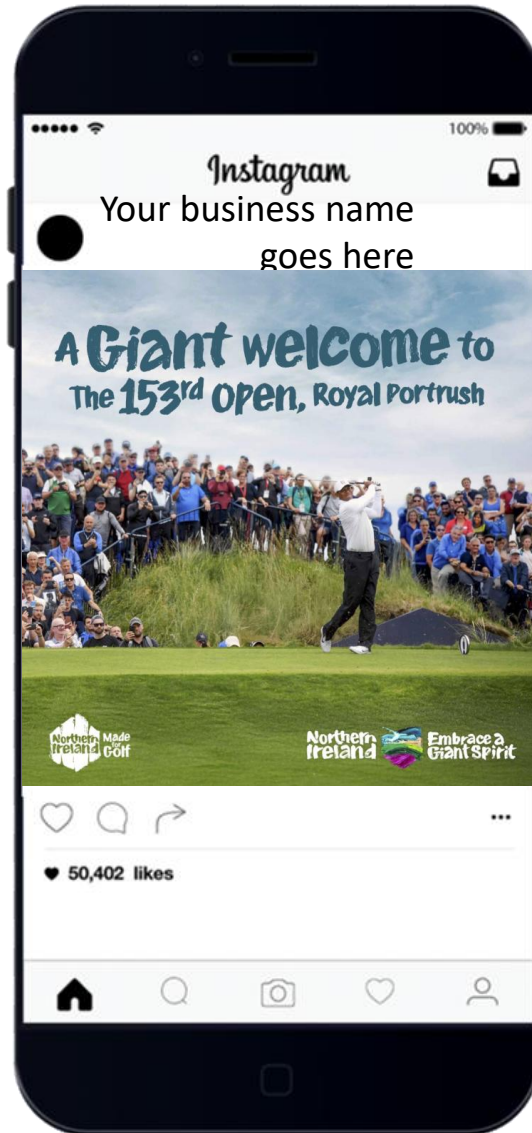 100%
Instagram
Your business name
goes here
A Giant welcome to
The 153rd Open, Royal Portrush
Northern
Ireland
Made
for
Golf
Northern
Ireland
Embrace a
Giant Spirit
50,402 likes